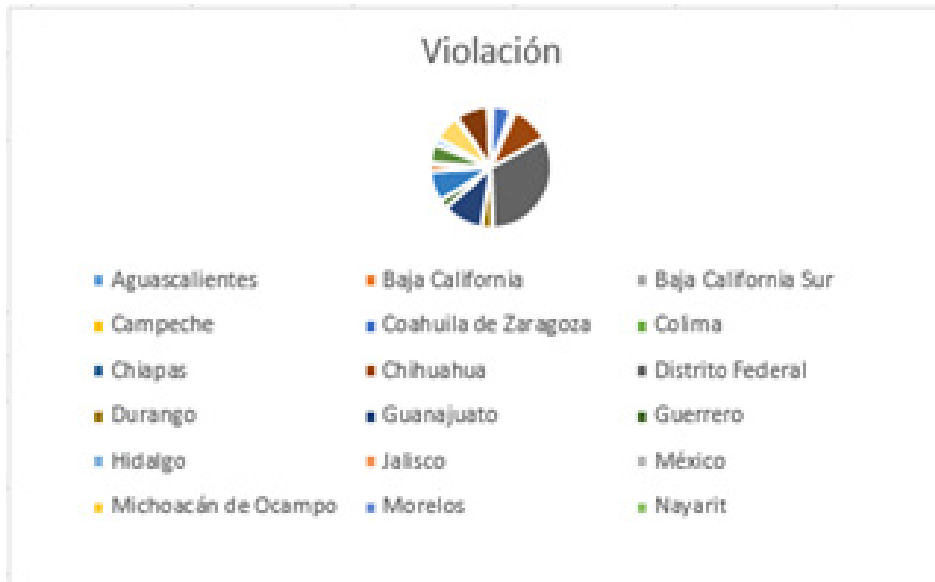 Violación
Aguascalientes Baja California Baja California Sur
Campeche Coahuila de Zaragoza Colima
Chiapas Chihuahua Distrito Federal
Durango Guanajuato Guerrero
Hidalgo Jalisco México
Michoacán de Ocampo Morelos Nayarit